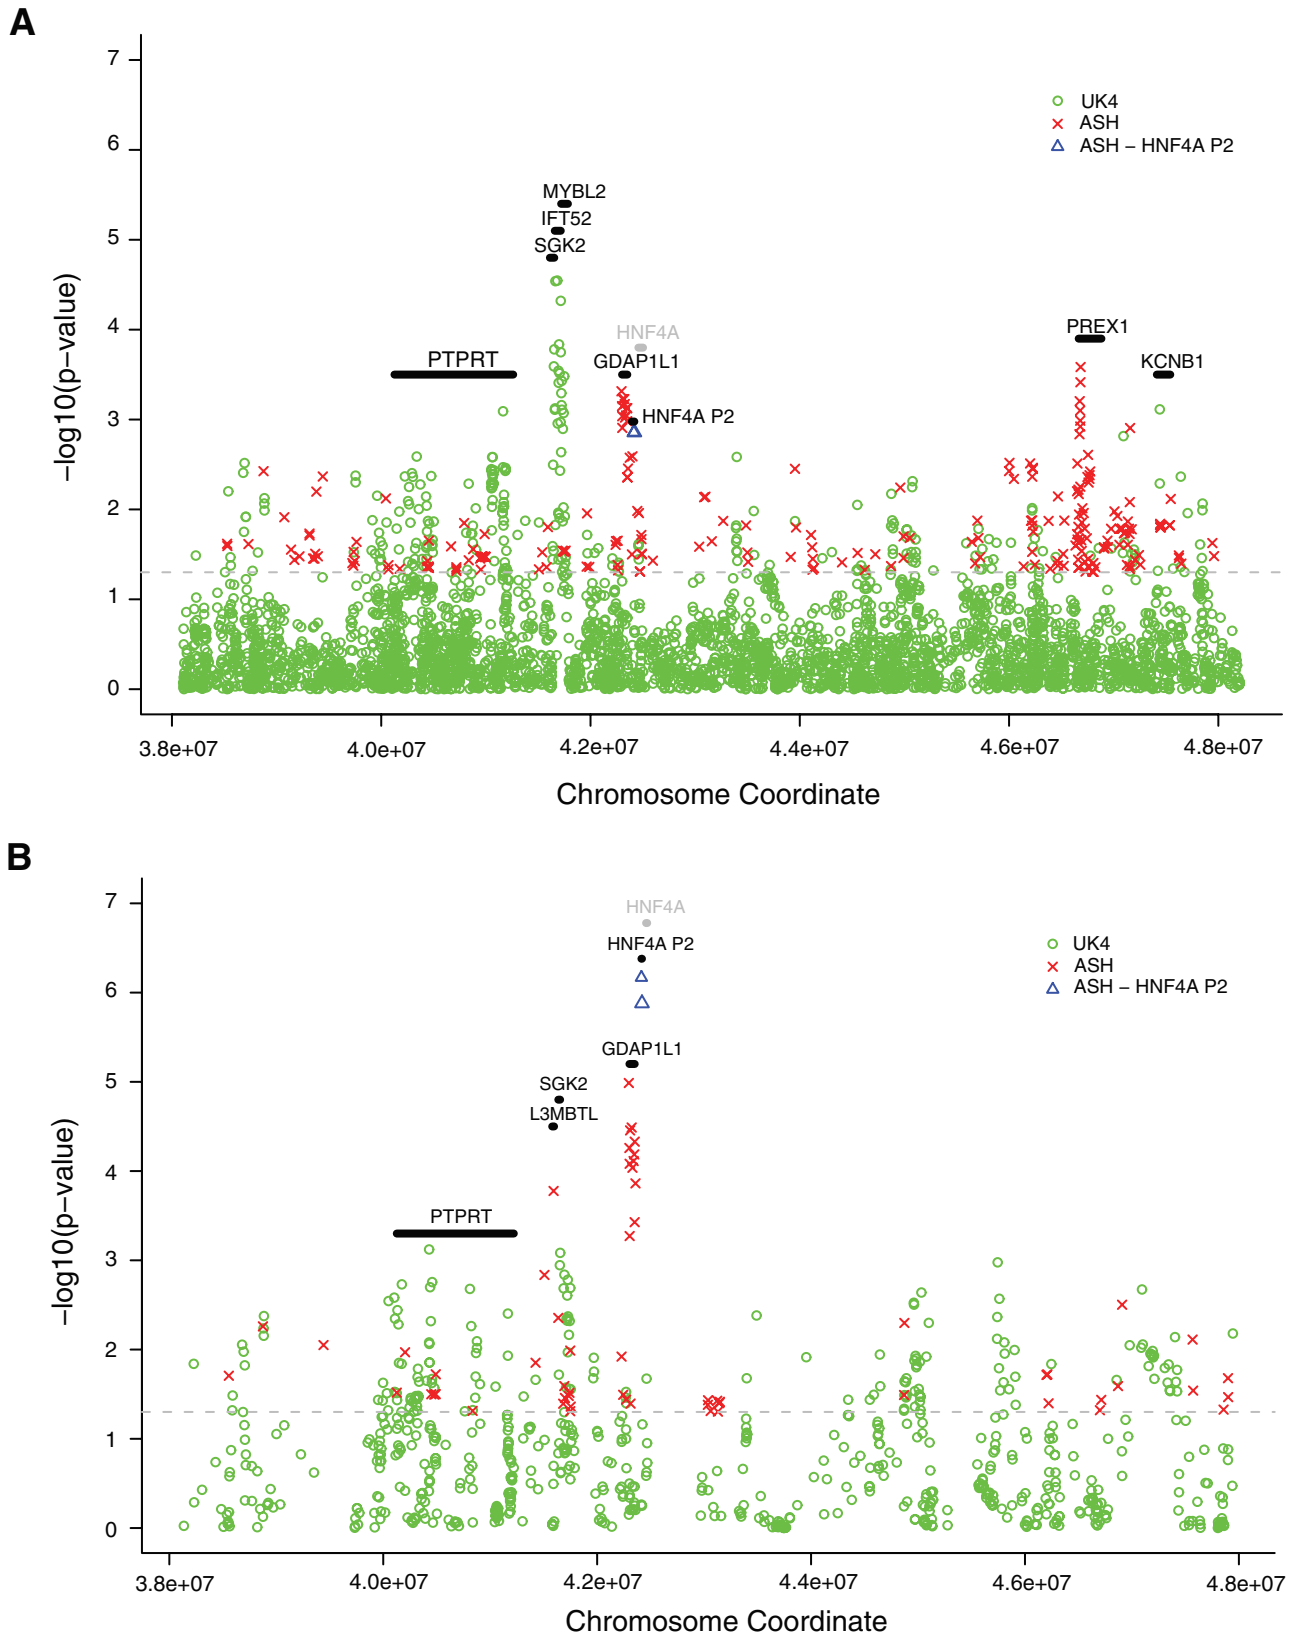 A
7
UK4
ASH
ASH – HNF4A P2
6
MYBL2
IFT52
5
SGK2
4
HNF4A
PREX1
PTPRT
GDAP1L1
KCNB1
3
HNF4A P2
2
1
0
−log10(p−value)
3.8e+07 4.0e+07 4.2e+07 4.4e+07 4.6e+07 4.8e+07
Chromosome Coordinate
B
7
HNF4A
HNF4A P2
UK4
ASH
ASH – HNF4A P2
6
GDAP1L1
5
SGK2
L3MBTL
4
PTPRT
3
2
1
0
−log10(p−value)
3.8e+07 4.0e+07 4.2e+07 4.4e+07 4.6e+07 4.8e+07
Chromosome Coordinate